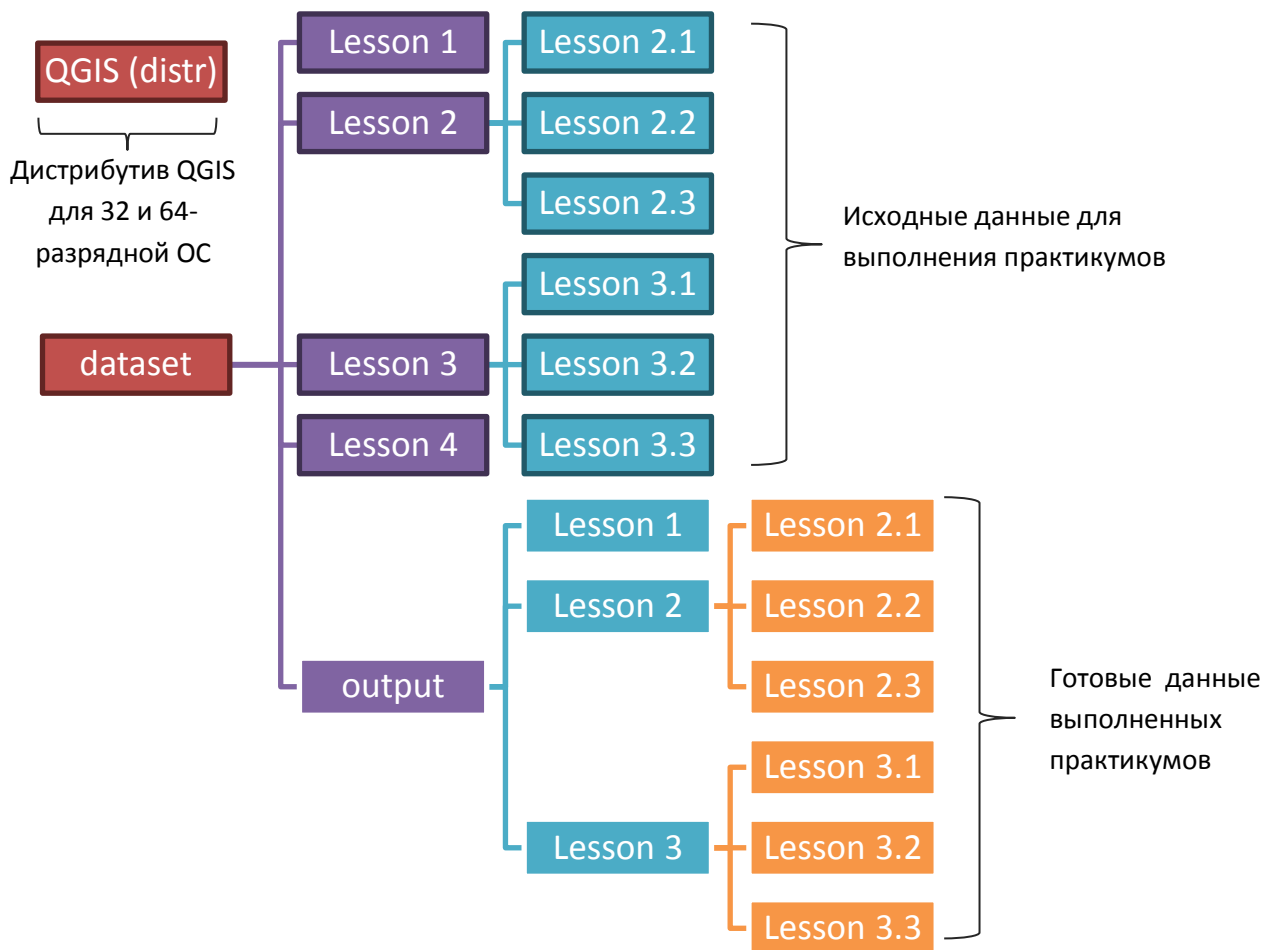 QGIS (distr)
Дистрибутив QGIS
для 32 и 64-
разрядной ОС
dataset
Lesson 1
Lesson 2
Lesson 3
Lesson 4
output
Lesson 2.1
Lesson 2.2
Lesson 2.3
Lesson 3.1
Lesson 3.2
Lesson 3.3
Исходные данные для
выполнения практикумов
Lesson 1
Lesson 2
Lesson 3
Lesson 2.1
Lesson 2.2
Lesson 2.3
Lesson 3.1
Lesson 3.2
Lesson 3.3
Готовые данные
выполненных
практикумов